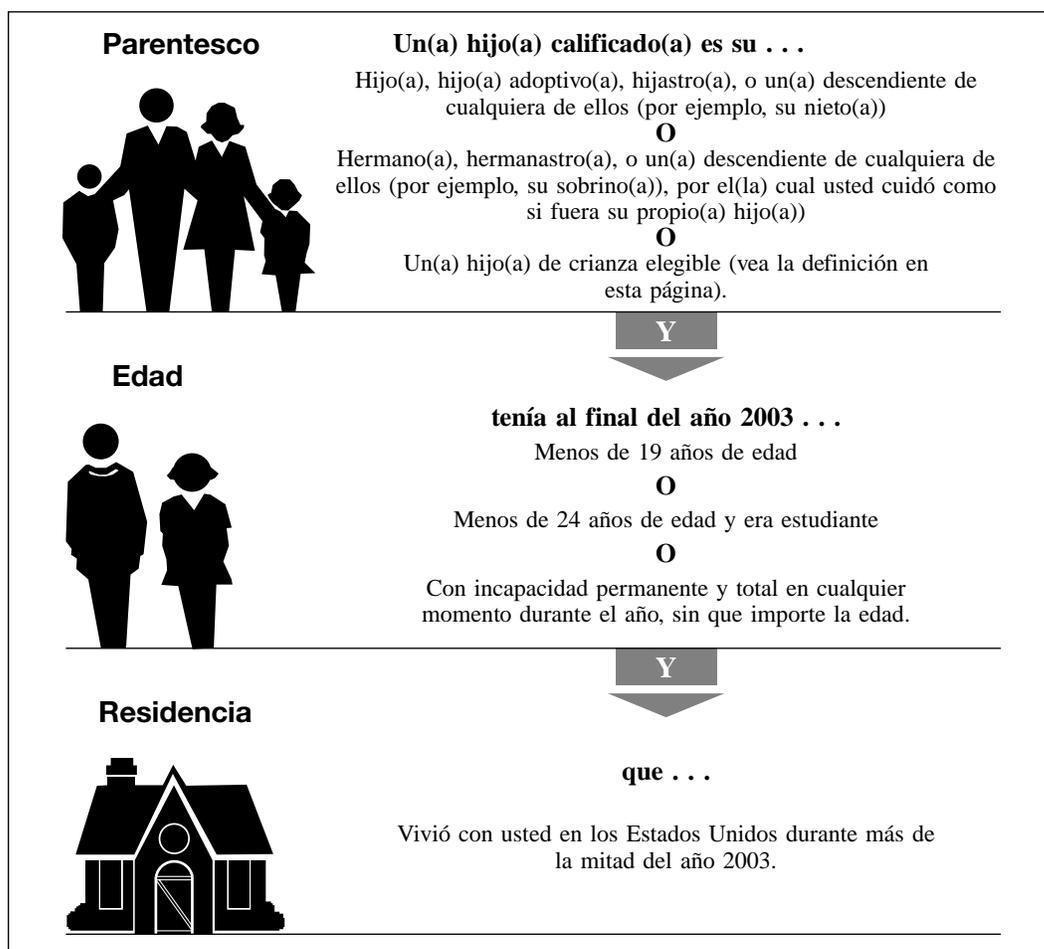 Parentesco
Un(a) hijo(a) calificado(a) es su . . .
Hijo(a), hijo(a) adoptivo(a), hijastro(a), o un(a) descendiente de
cualquiera de ellos (por ejemplo, su nieto(a))
O
Hermano(a), hermanastro(a), o un(a) descendiente de cualquiera de
ellos (por ejemplo, su sobrino(a)), por el(la) cual usted cuidó como
si fuera su propio(a) hijo(a))
O
Un(a) hijo(a) de crianza elegible (vea la definición en
esta página).
Y
Edad
tenía al final del año 2003 . . .
Menos de 19 años de edad
O
Menos de 24 años de edad y era estudiante
O
Con incapacidad permanente y total en cualquier
momento durante el año, sin que importe la edad.
Y
Residencia
que . . .
Vivió con usted en los Estados Unidos durante más de
la mitad del año 2003.